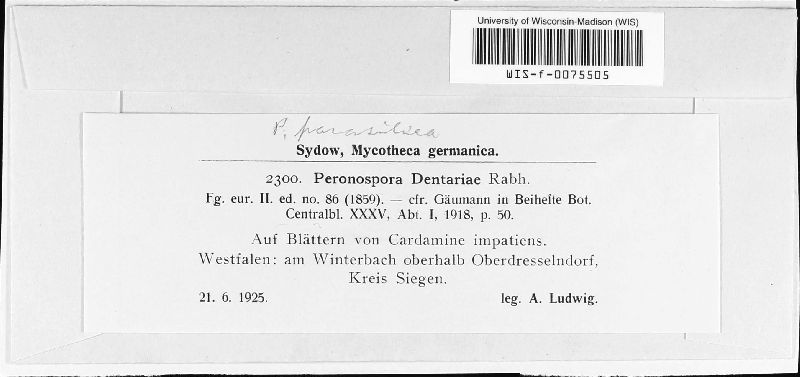 University of Wisconsin-Madison (WIS)
WIS-f-0075505
P. parasitica
Sydow, Mycotheca germanica.
2300. Peronospora Dentariae Rabh.
Fg. eur. II. ed. no. 86 (1859). — cfr. Gäumann in Beihefte Bot.
Centralbl. XXXV, Abt. I, 1918, p. 50.
Auf Blättern von Cardamine impatiens.
Westfalen: am Winterbach oberhalb Oberdresselndorf,
Kreis Siegen.
21. 6. 1925. leg. A. Ludwig.